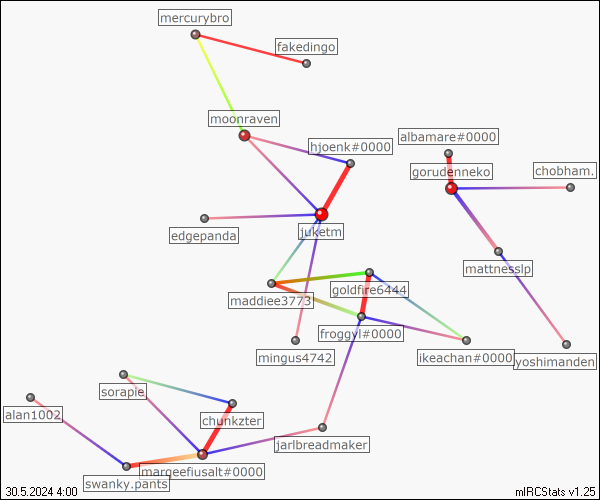 mercurybro
fakedingo
moonraven
albamare#0000
hjoenk#0000
gorudenneko
chobham.
juketm
edgepanda
mattnesslp
goldfire6444
maddiee3773
froggyl#0000
mingus4742
ikeachan#0000
yoshimanden
sorapie
alan1002
chunkzter
jarlbreadmaker
marqeefiusalt#0000
swanky.pants
30.5.2024 4:00
mIRCStats v1.25